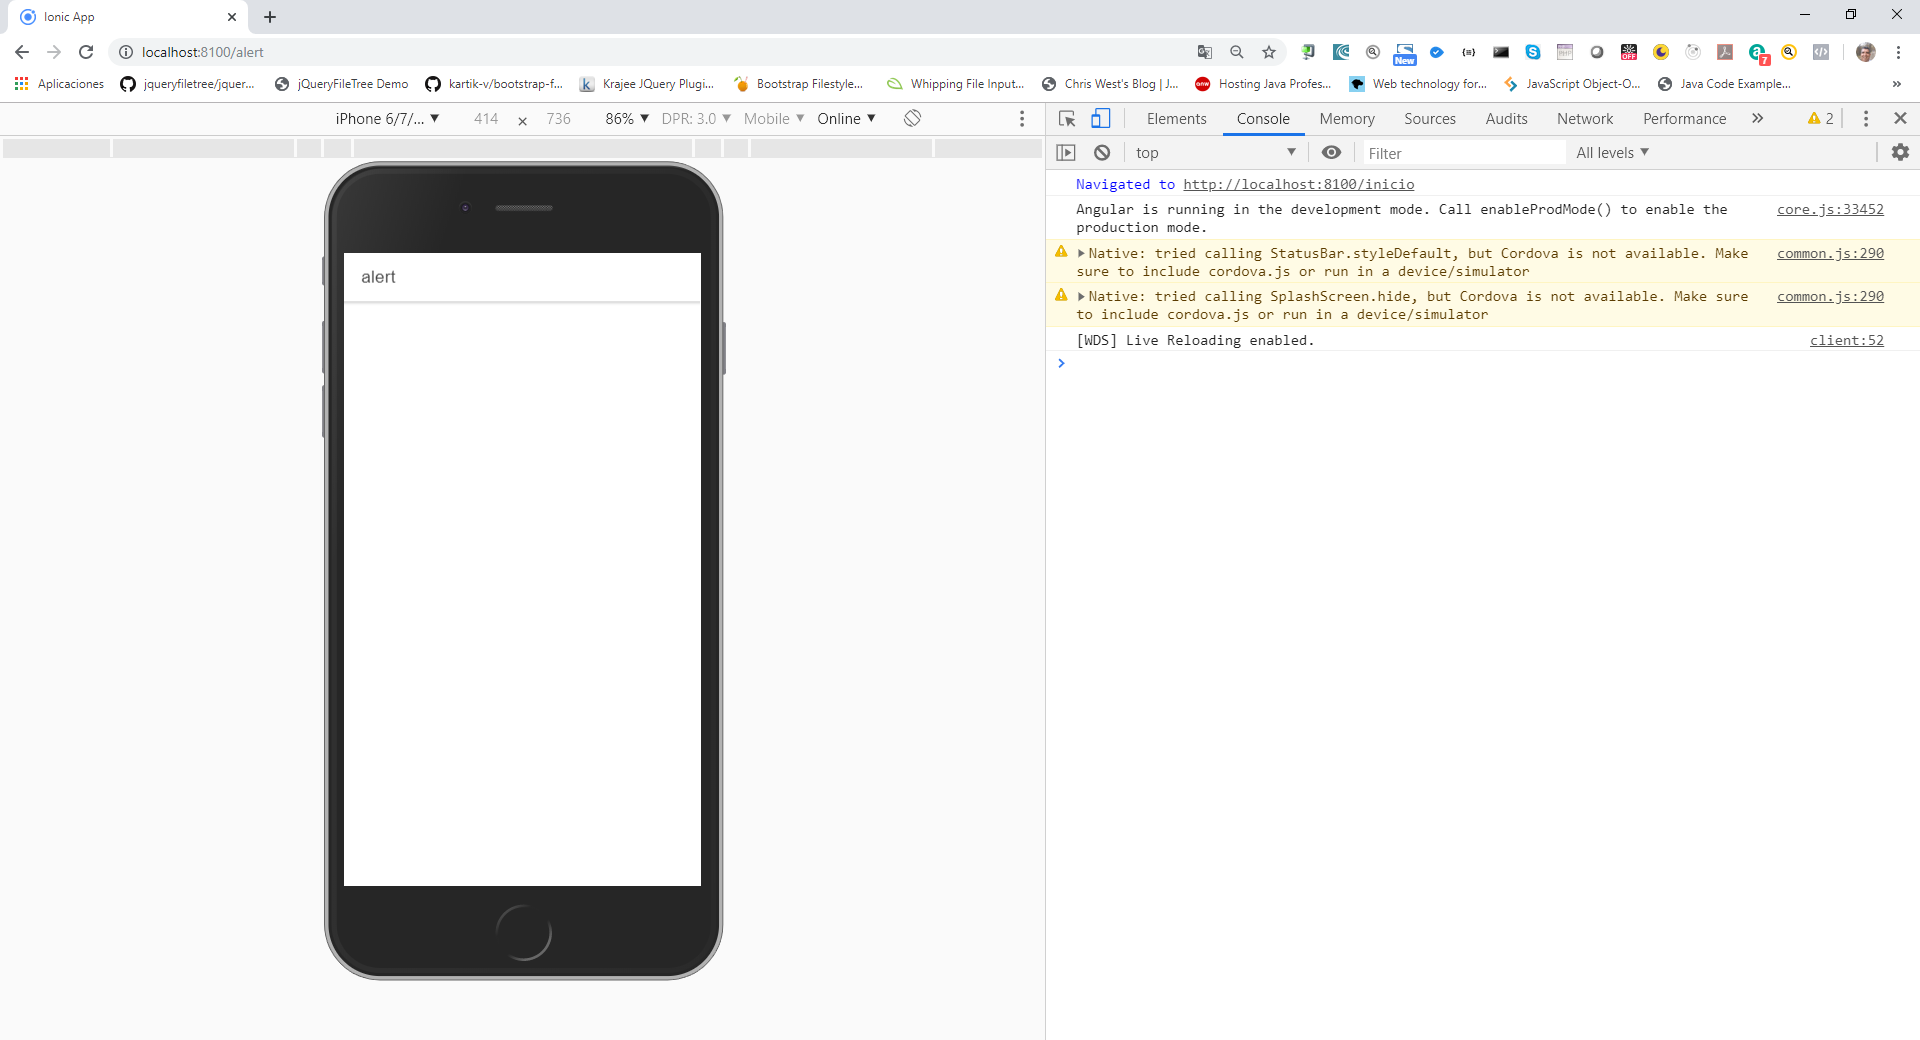 Ionic App
localhost:8100/alert
New
OFF
7
Aplicaciones jqueryfiletree/jquer... jQueryFileTree Demo kartik-v/bootstrap-f... Krajee JQuery Plugi... Bootstrap Filestyle... Whipping File Input... Chris West's Blog | J... Hosting Java Profes... Web technology for... JavaScript Object-O... Java Code Example... »
iPhone 6/7/... 414 × 736 86% DPR: 3.0 Mobile Online
Elements Console Memory Sources Audits Network Performance » 2
top Filter All levels
alert
Navigated to http://localhost:8100/inicio
Angular is running in the development mode. Call enableProdMode() to enable the core.js:33452
production mode.
Native: tried calling StatusBar.styleDefault, but Cordova is not available. Make common.js:290
sure to include cordova.js or run in a device/simulator
Native: tried calling SplashScreen.hide, but Cordova is not available. Make sure common.js:290
to include cordova.js or run in a device/simulator
[WDS] Live Reloading enabled. client:52